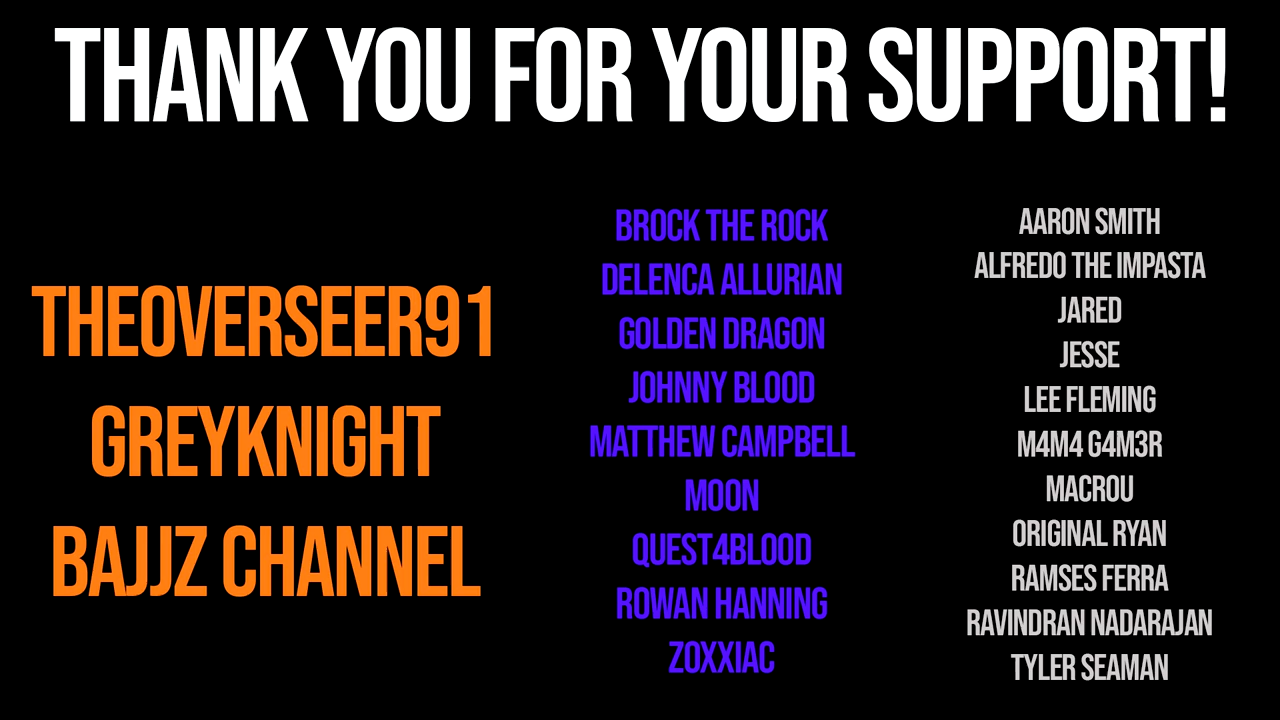 THANK YOU FOR YOUR SUPPORT!
THEOVERSEER91
GREYKNIGHT
BAJJZ CHANNEL
BROCK THE ROCK
DELENCA ALLURIAN
GOLDEN DRAGON
JOHNNY BLOOD
MATTHEW CAMPBELL
MOON
QUEST4BLOOD
ROWAN HANNING
ZOXXIAC
AARON SMITH
ALFREDO THE IMPASTA
JARED
JESSE
LEE FLEMING
M4M4 G4M3R
MACROU
ORIGINAL RYAN
RAMSES FERRA
RAVINDRAN NADARAJAN
TYLER SEAMAN